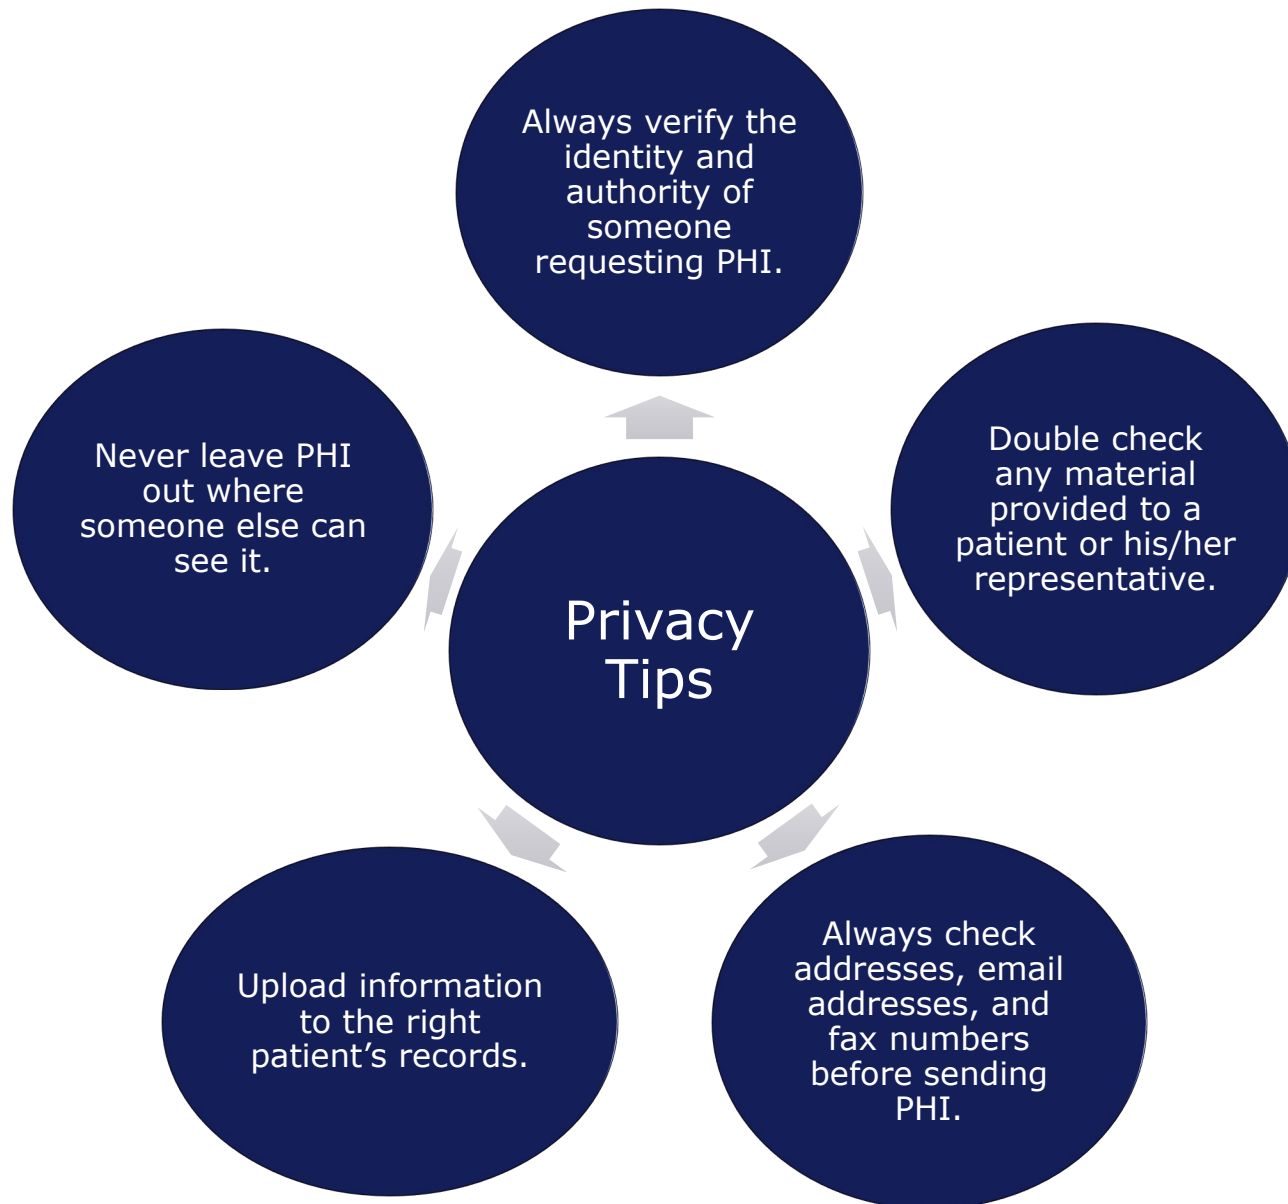 Always verify the
identity and
authority of
someone
requesting PHI.
Never leave PHI
out where
someone else can
see it.
Double check
any material
provided to a
patient or his/her
representative.
Privacy
Tips
Upload information
to the right
patient’s records.
Always check
addresses, email
addresses, and
fax numbers
before sending
PHI.